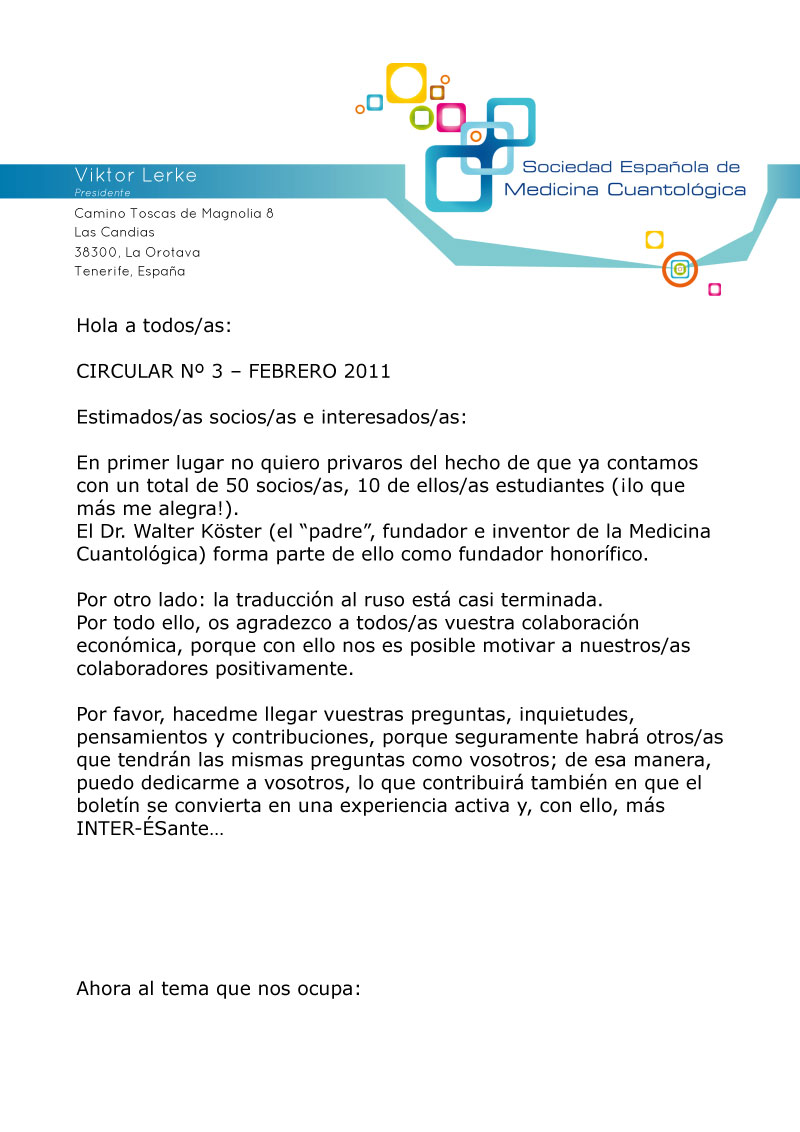 Viktor Lerke
Presidente
Camino Toscas de Magnolia 8
Las Candias
38300, La Orotava
Tenerife, España
Sociedad Española de
Medicina Cuantológica
Hola a todos/as:
CIRCULAR Nº 3 – FEBRERO 2011
Estimados/as socios/as e interesados/as:
En primer lugar no quiero privaros del hecho de que ya contamos
con un total de 50 socios/as, 10 de ellos/as estudiantes (¡lo que
más me alegra!).
El Dr. Walter Köster (el “padre”, fundador e inventor de la Medicina
Cuantológica) forma parte de ello como fundador honorífico.
Por otro lado: la traducción al ruso está casi terminada.
Por todo ello, os agradezco a todos/as vuestra colaboración
económica, porque con ello nos es posible motivar a nuestros/as
colaboradores positivamente.
Por favor, hacedme llegar vuestras preguntas, inquietudes,
pensamientos y contribuciones, porque seguramente habrá otros/as
que tendrán las mismas preguntas como vosotros; de esa manera,
puedo dedicarme a vosotros, lo que contribuirá también en que el
boletín se convierta en una experiencia activa y, con ello, más
INTER-ÉSante…
Ahora al tema que nos ocupa: